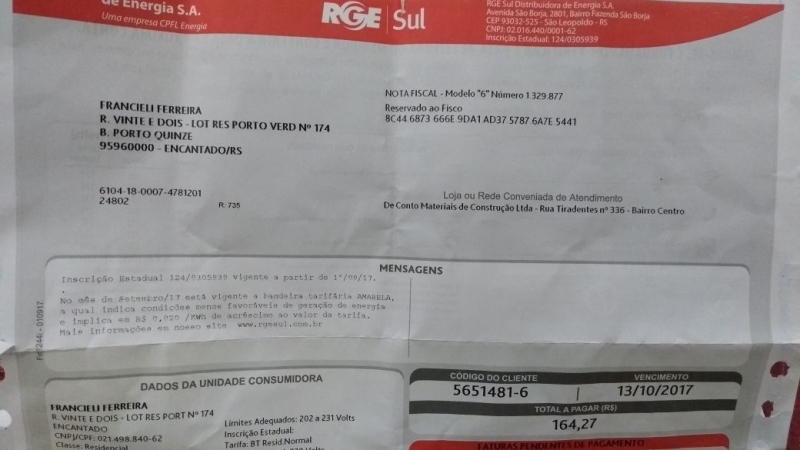 de Energia S.A.
Uma empresa CPFL Energia
RGE Sul
RGE Sul Distribuidora de Energia S.A.
Avenida São Borja, 2801, Bairro Fazenda São Borja
CEP 93032-525 - São Leopoldo - RS
CNPJ: 02.016.440/0001-62
Inscrição Estadual: 124/0305939
NOTA FISCAL - Modelo "6" Número 1.329.877
Reservado ao Fisco
8C44 6873 666E 9DA1 AD37 5787 6A7E 5441
FRANCIELI FERREIRA
R. VINTE E DOIS - LOT RES PORTO VERD Nº 174
B. PORTO QUINZE
95960000 - ENCANTADO/RS
6104-18-0007-4781201
24802
R: 735
Loja ou Rede Conveniada de Atendimento
De Conto Materiais de Construção Ltda - Rua Tiradentes nº 336 - Bairro Centro
MENSAGENS
Inscrição Estadual 124/0305939 vigente a partir de 1º/09/17.
.
No mês de Setembro/17 está vigente a bandeira tarifária AMARELA,
a qual indica condições menos favoráveis de geração de energia
e implica em R$ 0,020 /KWh de acréscimo ao valor da tarifa.
Mais informações em nosso site www.rgesul.com.br
DADOS DA UNIDADE CONSUMIDORA
FRANCIELI FERREIRA
R. VINTE E DOIS - LOT RES PORT Nº 174
ENCANTADO
CNPJ/CPF: 021.498.840-62
Classe: Residencial
Límites Adequados: 202 a 231 Volts
Inscrição Estadual:
Tarifa: BT Resid.Normal
CÓDIGO DO CLIENTE
VENCIMENTO
5651481-6 | 13/10/2017
TOTAL A PAGAR (R$)
164,27
FATURAS PENDENTES DE PAGAMENTO